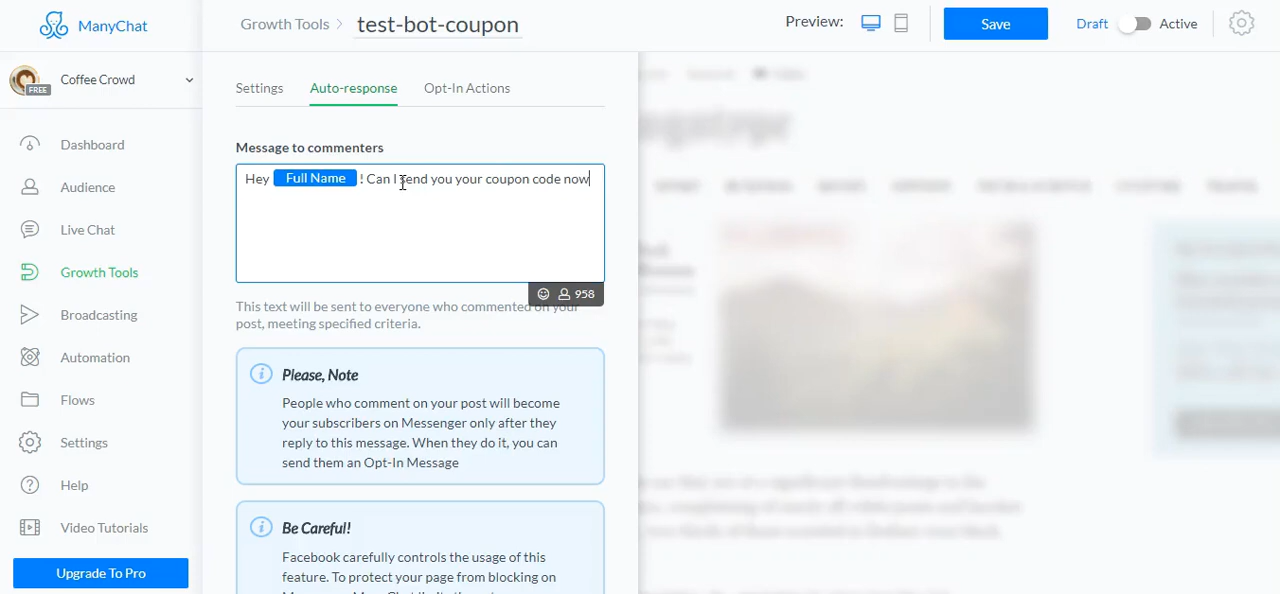 ManyChat
Growth Tools
test-bot-coupon
Preview:
Save
Draft
Active
Coffee Crowd
FREE
Dashboard
Audience
Live Chat
Growth Tools
Broadcasting
Automation
Flows
Settings
Help
Video Tutorials
Upgrade To Pro
Settings Auto-response Opt-In Actions
Message to commenters
Hey Full Name ! Can I send you your coupon code now
958
This text will be sent to everyone who commented on your
post, meeting specified criteria.
Please, Note
People who comment on your post will become
your subscribers on Messenger only after they
reply to this message. When they do it, you can
send them an Opt-In Message
Be Careful!
Facebook carefully controls the usage of this
feature. To protect your page from blocking on